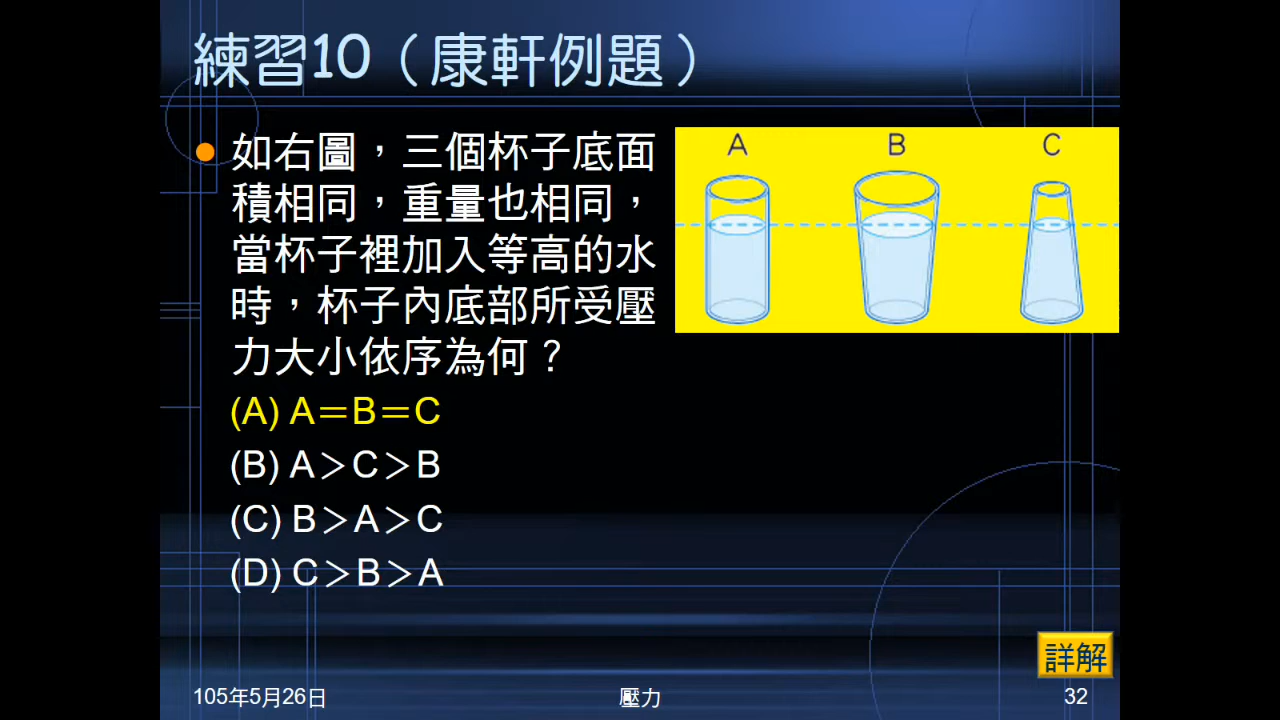 練習10（康軒例題）
如右圖，三個杯子底面
積相同，重量也相同，
當杯子裡加入等高的水
時，杯子內底部所受壓
力大小依序為何？
(A) A＝B＝C
(B) A＞C＞B
(C) B＞A＞C
(D) C＞B＞A
A B C
詳解
105年5月26日 壓力 32